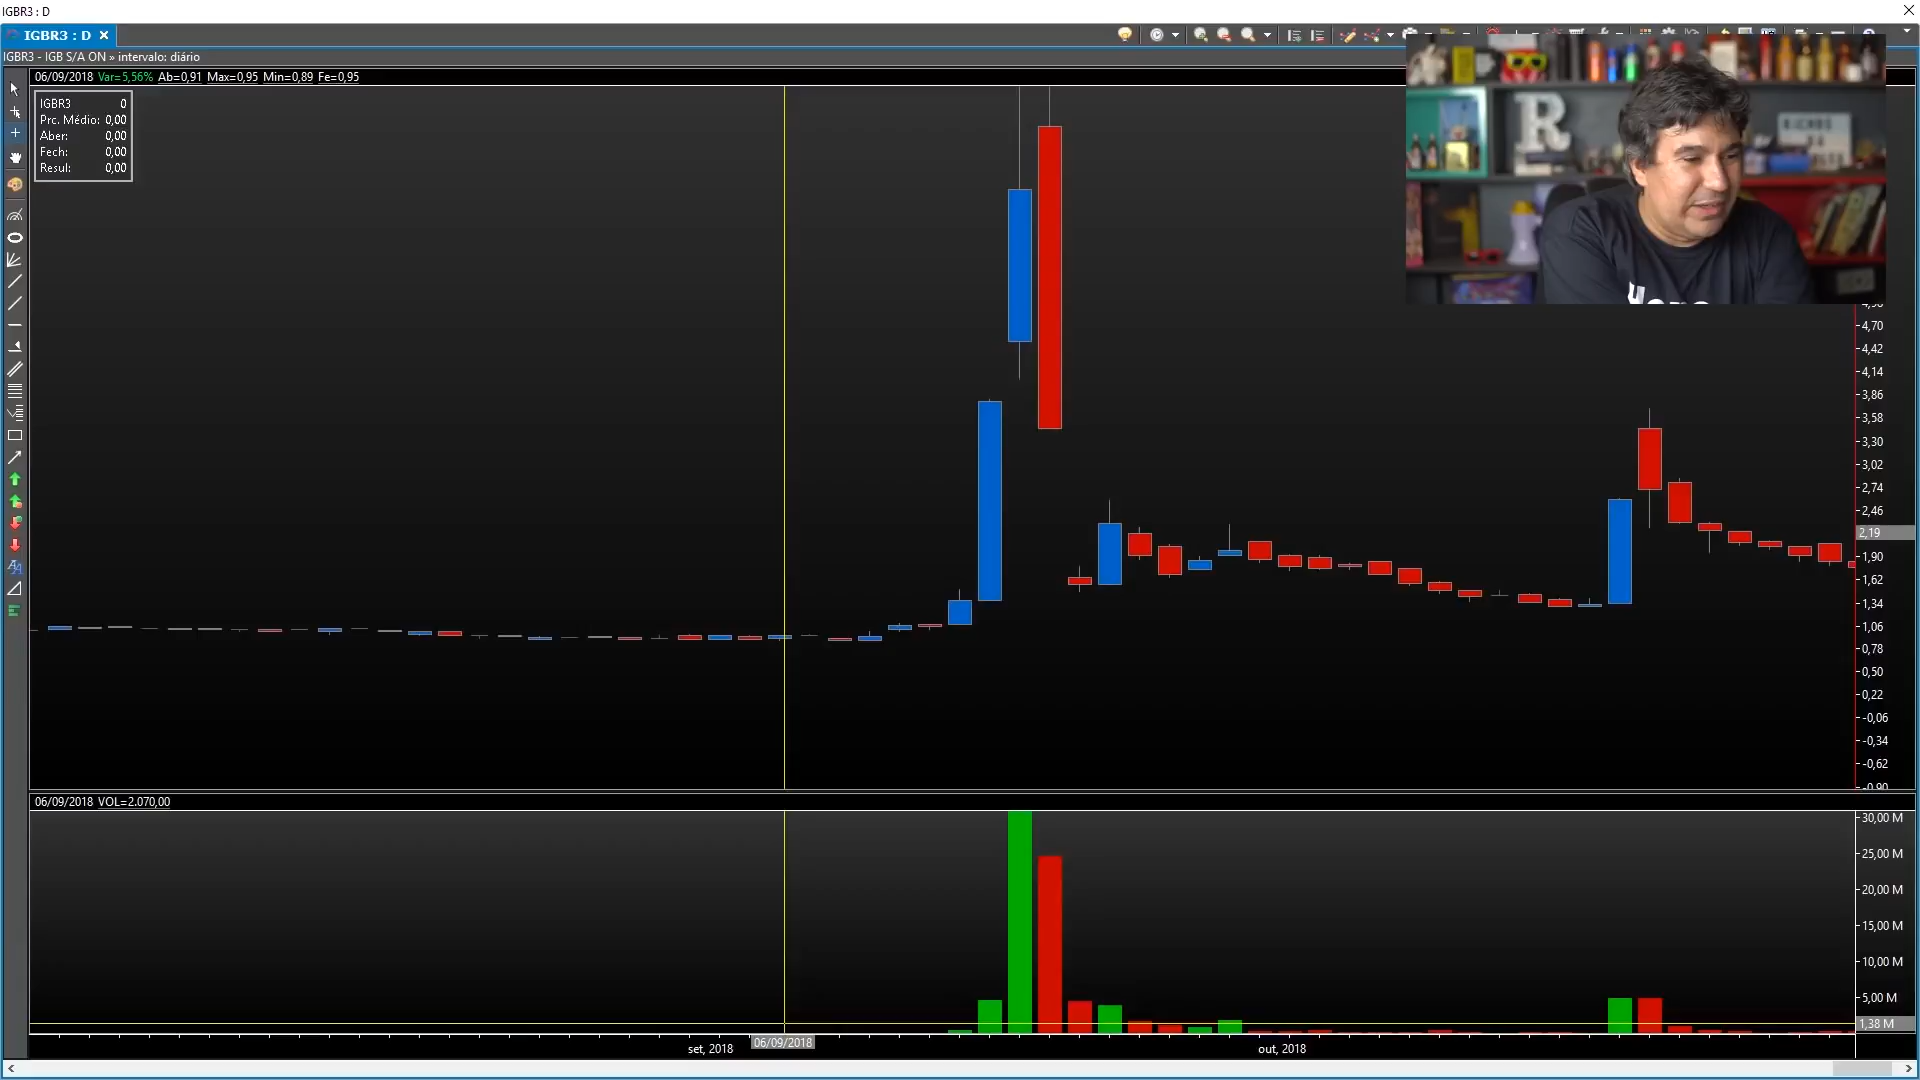 IGBR3 : D
IGBR3 : D
IGBR3 - IGB S/A ON » intervalo: diário
06/09/2018 Var=5,56% Ab=0,91 Max=0,95 Min=0,89 Fe=0,95
IGBR3 0
Prc. Médio: 0,00
Aber: 0,00
Fech: 0,00
Resul: 0,00
R
4,70
4,42
4,14
3,86
3,58
3,30
3,02
2,74
2,46
2,19
1,90
1,62
1,34
1,06
0,78
0,50
0,22
-0,06
-0,34
-0,62
-0,90
06/09/2018 VOL=2.070,00
30,00 M
25,00 M
20,00 M
15,00 M
10,00 M
5,00 M
1,38 M
set, 2018
06/09/2018
out, 2018